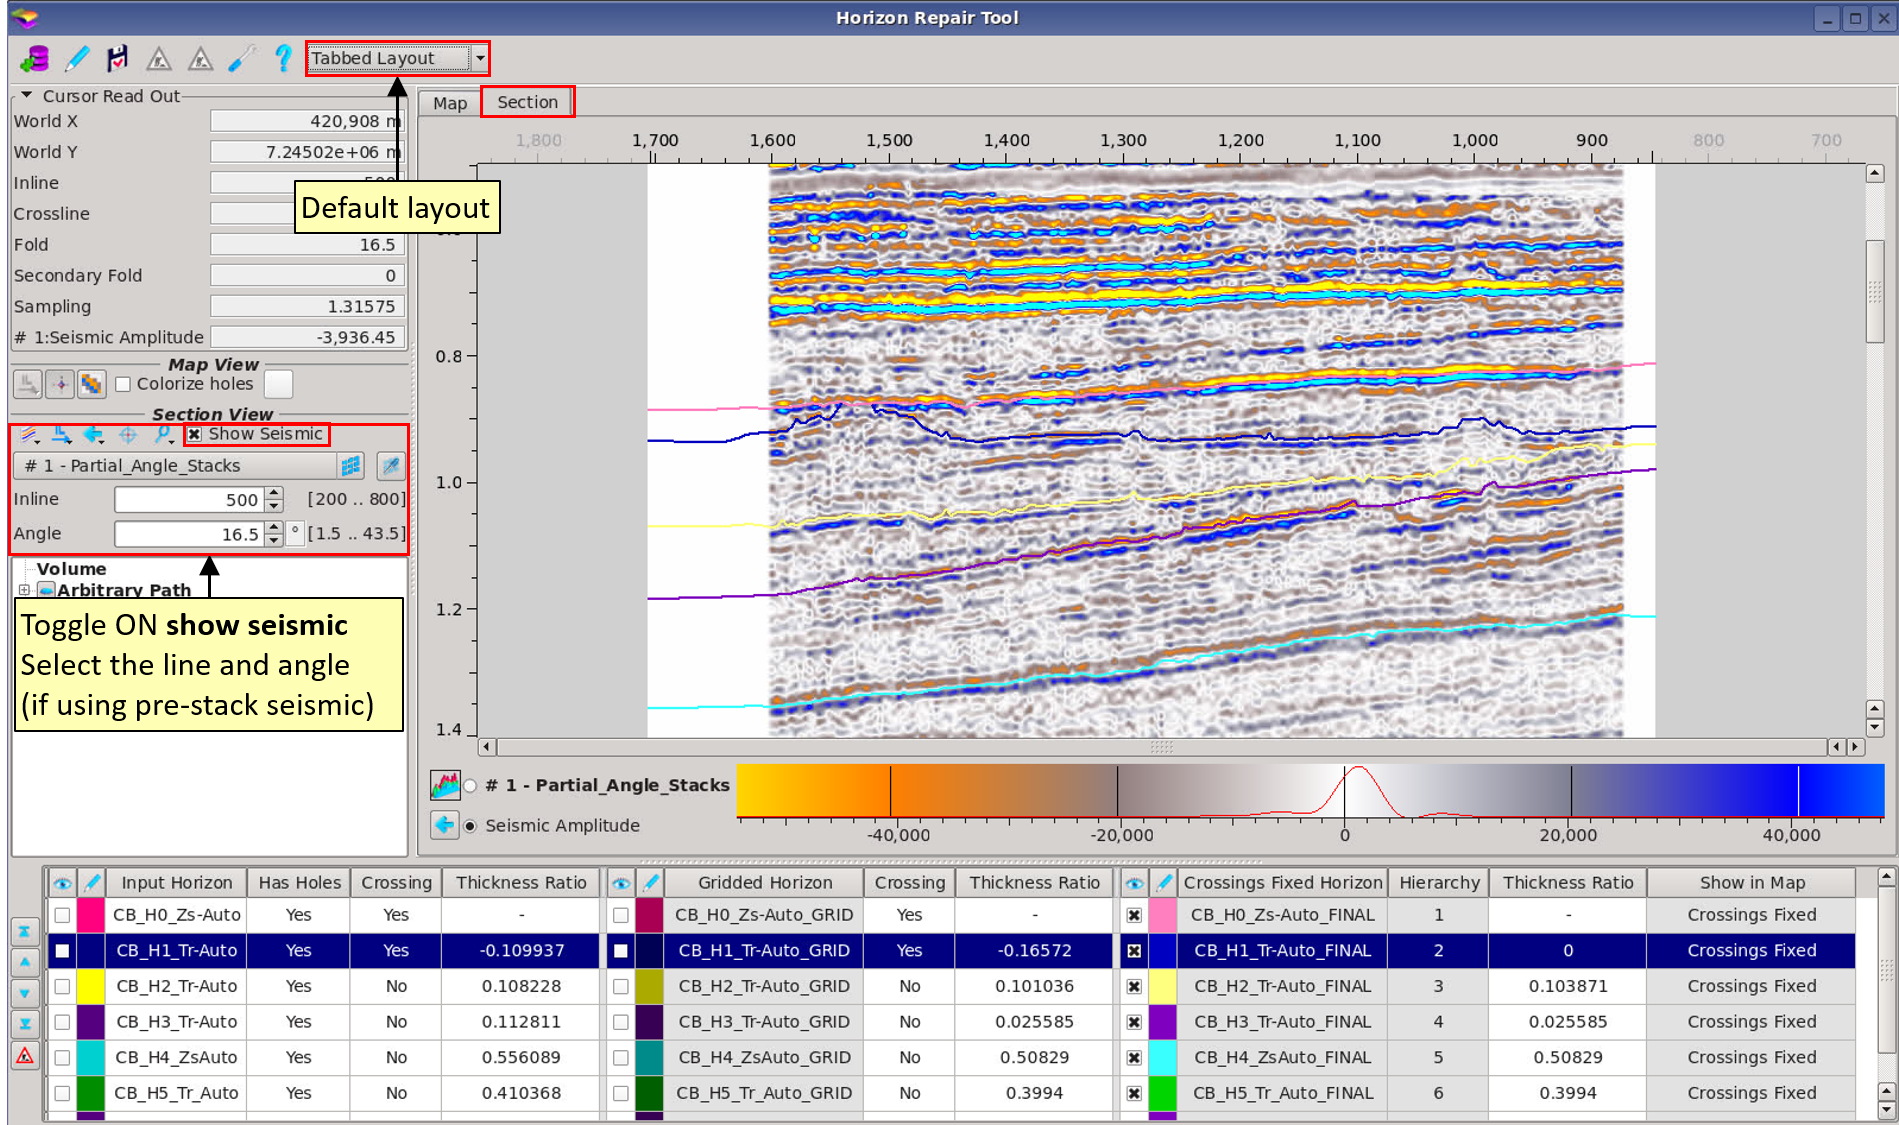 Horizon Repair Tool
Tabbed Layout
Cursor Read Out
World X 420,908 m
World Y 7.24502e+06 m
Inline
Crossline
Fold 16.5
Secondary Fold 0
Sampling 1.31575
# 1:Seismic Amplitude -3,936.45
Default layout
Map View
Colorize holes
Section View
Show Seismic
# 1 - Partial_Angle_Stacks
Inline 500 [200 .. 800]
Angle 16.5 ° [1.5 .. 43.5]
Volume
Arbitrary Path
Toggle ON show seismic
Select the line and angle
(if using pre-stack seismic)
Map Section
1,800 1,700 1,600 1,500 1,400 1,300 1,200 1,100 1,000 900 800 700
0.8
1.0
1.2
1.4
# 1 - Partial_Angle_Stacks
Seismic Amplitude
-40,000 -20,000 0 20,000 40,000
Input Horizon Has Holes Crossing Thickness Ratio Gridded Horizon Crossing Thickness Ratio Crossings Fixed Horizon Hierarchy Thickness Ratio Show in Map
CB_H0_Zs-Auto Yes Yes - CB_H0_Zs-Auto_GRID Yes - CB_H0_Zs-Auto_FINAL 1 - Crossings Fixed
CB_H1_Tr-Auto Yes Yes -0.109937 CB_H1_Tr-Auto_GRID Yes -0.16572 CB_H1_Tr-Auto_FINAL 2 0 Crossings Fixed
CB_H2_Tr-Auto Yes No 0.108228 CB_H2_Tr-Auto_GRID No 0.101036 CB_H2_Tr-Auto_FINAL 3 0.103871 Crossings Fixed
CB_H3_Tr-Auto Yes No 0.112811 CB_H3_Tr-Auto_GRID No 0.025585 CB_H3_Tr-Auto_FINAL 4 0.025585 Crossings Fixed
CB_H4_ZsAuto Yes No 0.556089 CB_H4_ZsAuto_GRID No 0.50829 CB_H4_ZsAuto_FINAL 5 0.50829 Crossings Fixed
CB_H5_Tr_Auto Yes No 0.410368 CB_H5_Tr_Auto_GRID No 0.3994 CB_H5_Tr_Auto_FINAL 6 0.3994 Crossings Fixed